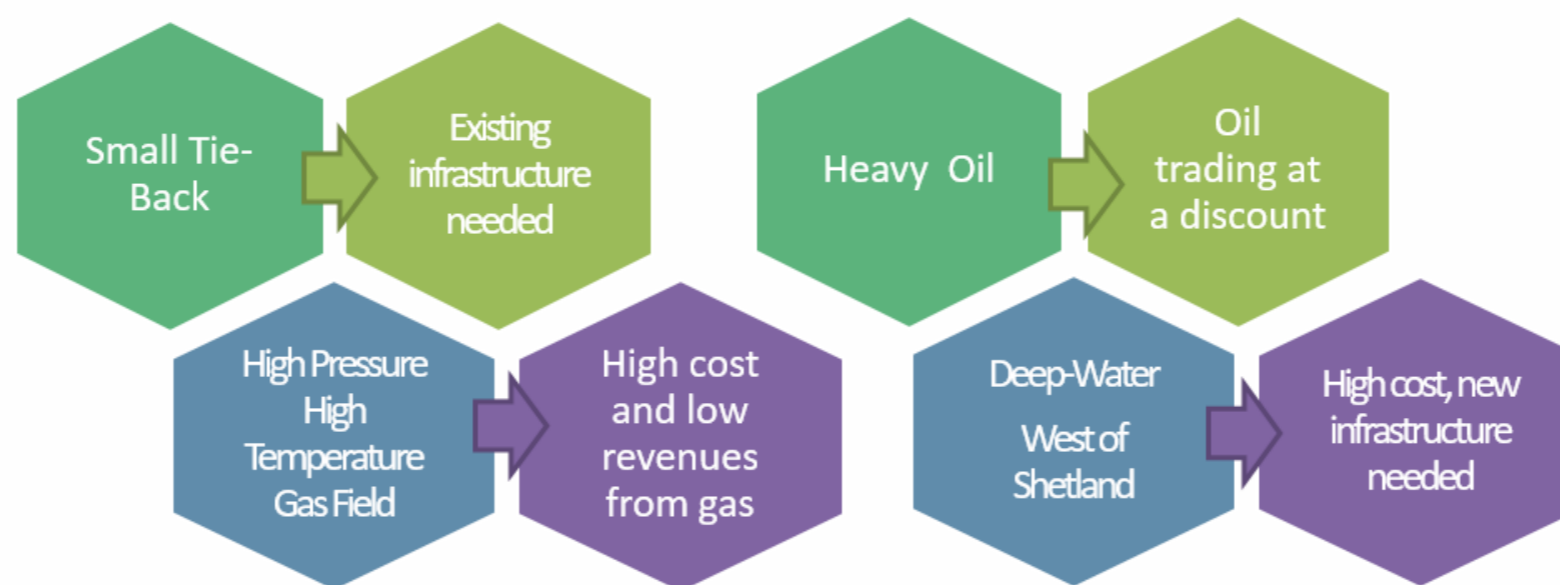 Small Tie-
Back
Existing
infrastructure
needed
Heavy  Oil
Oil
trading at
a discount
High Pressure
High
Temperature
Gas Field
High cost
and low
revenues
from gas
Deep-Water
West of
Shetland
High cost, new
infrastructure
needed